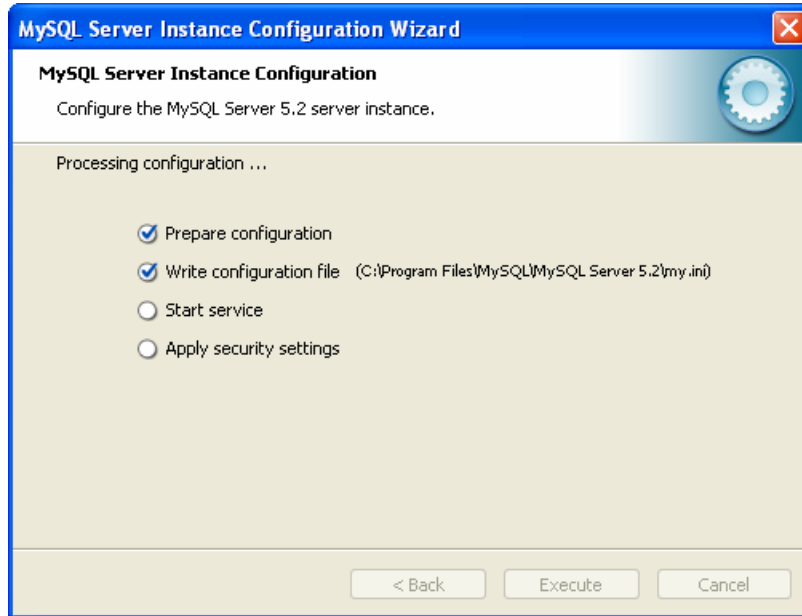 MySQL Server Instance Configuration Wizard
MySQL Server Instance Configuration
Configure the MySQL Server 5.2 server instance.
Processing configuration ...
Prepare configuration
Write configuration file (C:\Program Files\MySQL\MySQL Server 5.2\my.ini)
Start service
Apply security settings
< Back Execute Cancel